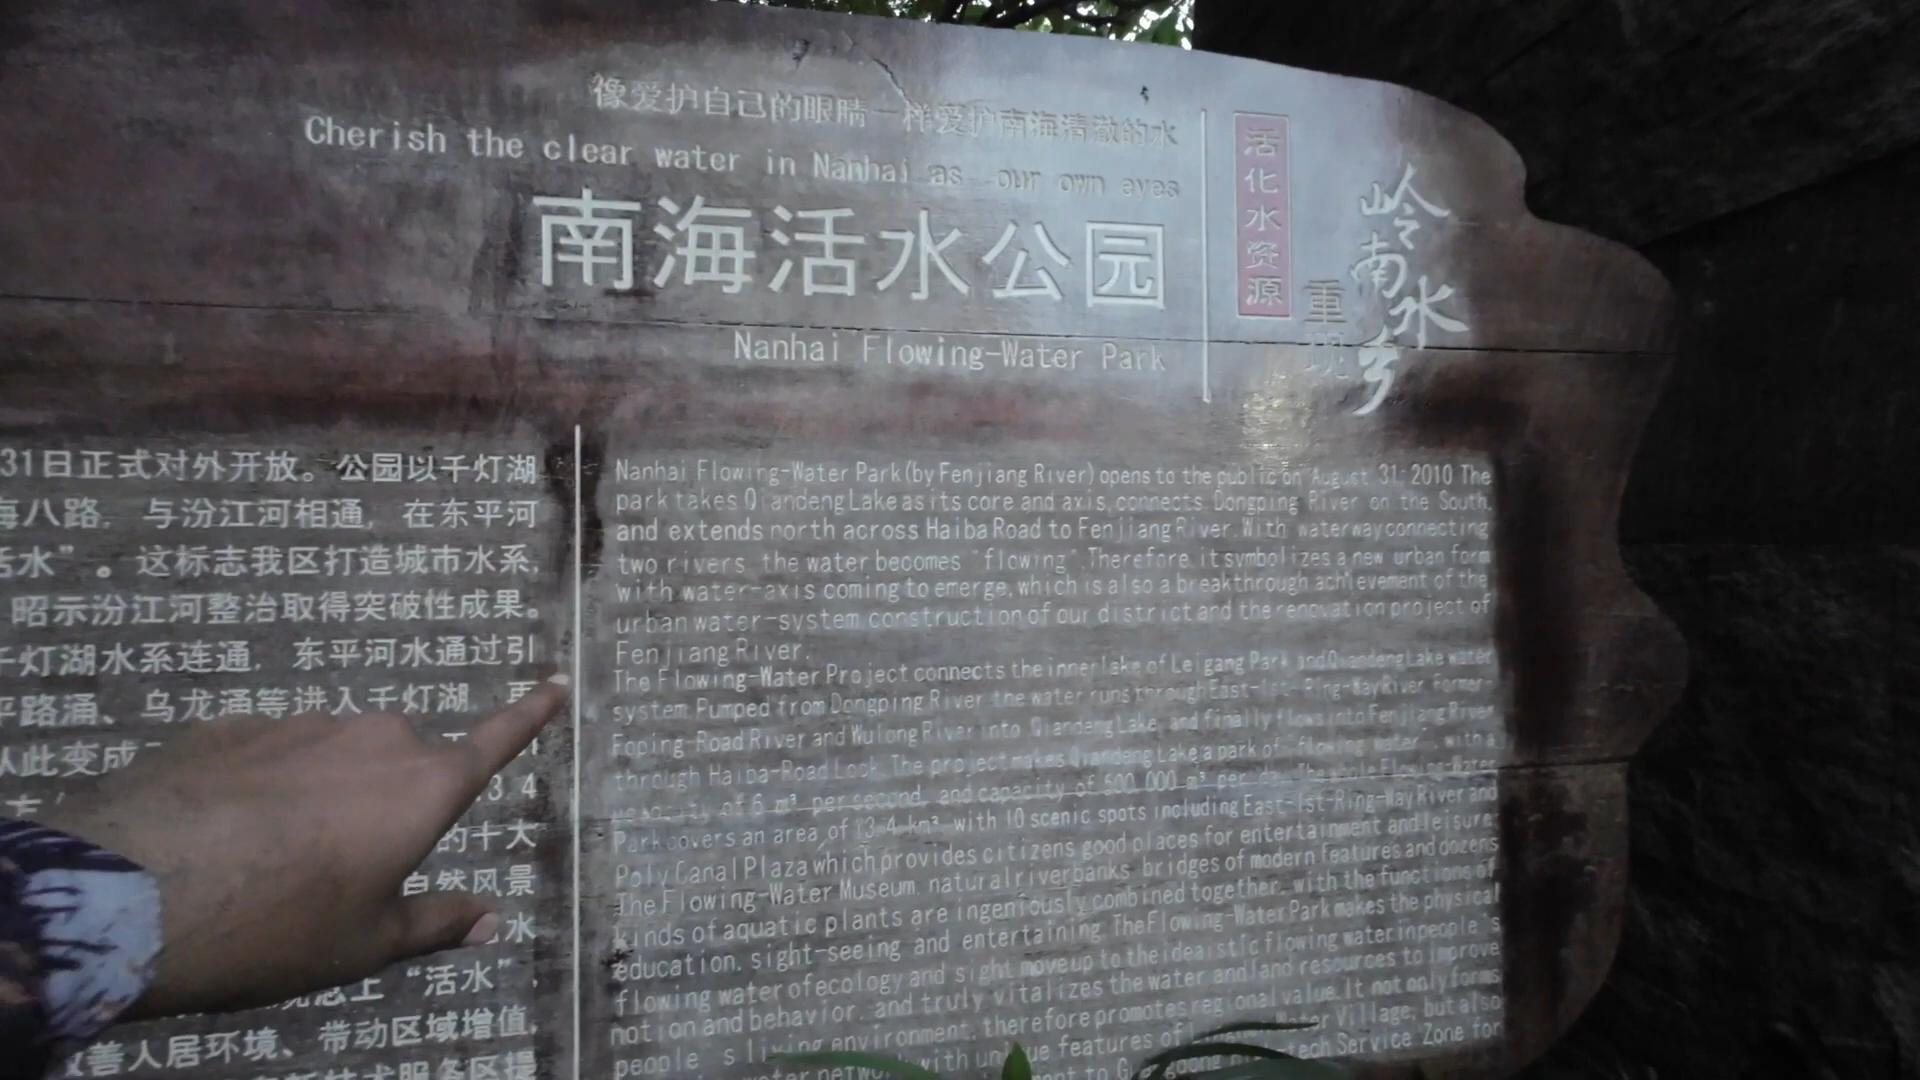 像爱护自己的眼睛一样爱护南海清澈的水
Cherish the clear water in Nanhai as our own eyes
南海活水公园
Nanhai Flowing-Water Park
活化水资源
重现
岭南水乡
31日正式对外开放。公园以千灯湖
海八路，与汾江河相通，在东平河
活水”。这标志我区打造城市水系，
昭示汾江河整治取得突破性成果。
千灯湖水系连通，东平河水通过引
平路涌、乌龙涌等进入千灯湖，再
从此变成
3.4
的十大
自然风景
水
上“活水”，
改善人居环境、带动区域增值，
技术服务区提
Nanhai Flowing-Water Park(by Fenjiang River) opens to the public on August 31, 2010 The
park takes Qiandeng Lake as its core and axis, connects Dongping River on the South,
and extends north across Haiba Road to Fenjiang River. With waterway connecting
two rivers, the water becomes "flowing". Therefore, it symbolizes a new urban form
with water-axis coming to emerge, which is also a breakthrough achievement of the
urban water-system construction of our district and the renovation project of
Fenjiang River.
The Flowing-Water Project connects the inner lake of Leigang Park and Qiandeng Lake water
system. Pumped from Dongping River, the water runs through East-1st-Ring-Way River, Former-
Foping-Road River and Wulong River into Qiandeng Lake, and finally flows into Fenjiang River
through Haiba-Road Lock. The project makes Qiandeng Lake a park of "flowing water", with a
of 6 m³ per second, and capacity of 500,000 m³ per day. The whole Flowing-Water
Park covers an area of 13.4 km², with 10 scenic spots including East-1st-Ring-Way River and
Poly Canal Plaza which provides citizens good places for entertainment and leisure.
The Flowing-Water Museum, natural riverbanks, bridges of modern features and dozens
kinds of aquatic plants are ingeniously combined together, with the functions of
education, sight-seeing and entertaining. The Flowing-Water Park makes the physical
flowing water of ecology and sight move up to the ideaistic flowing water in people's
notion and behavior, and truly vitalizes the water and land resources to improve
people's living environment, therefore promotes regional value. It not only forms
with unique features of Water Village, but also
water Service Zone for